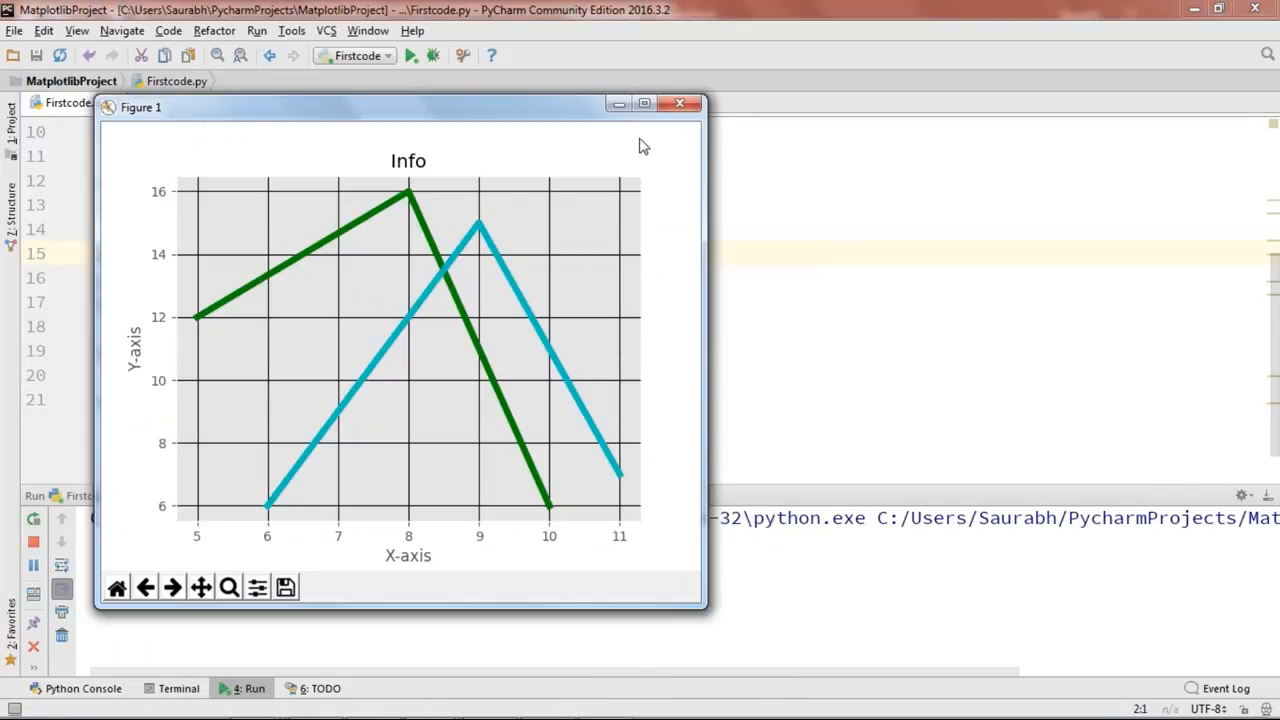 MatplotlibProject - [C:\Users\Saurabh\PycharmProjects\MatplotlibProject] - ...\Firstcode.py - PyCharm Community Edition 2016.3.2
File Edit View Navigate Code Refactor Run Tools VCS Window Help
Firstcode
MatplotlibProject Firstcode.py
1: Project
Firstcode.
Figure 1
10
11
12
13
14
15
16
17
18
19
20
21
Z: Structure
Info
16
14
12
10
8
6
Y-axis
5 6 7 8 9 10 11
X-axis
Run Firstc
-32\python.exe C:/Users/Saurabh/PycharmProjects/Mat
2: Favorites
Python Console Terminal 4: Run 6: TODO Event Log
2:1 n/a UTF-8